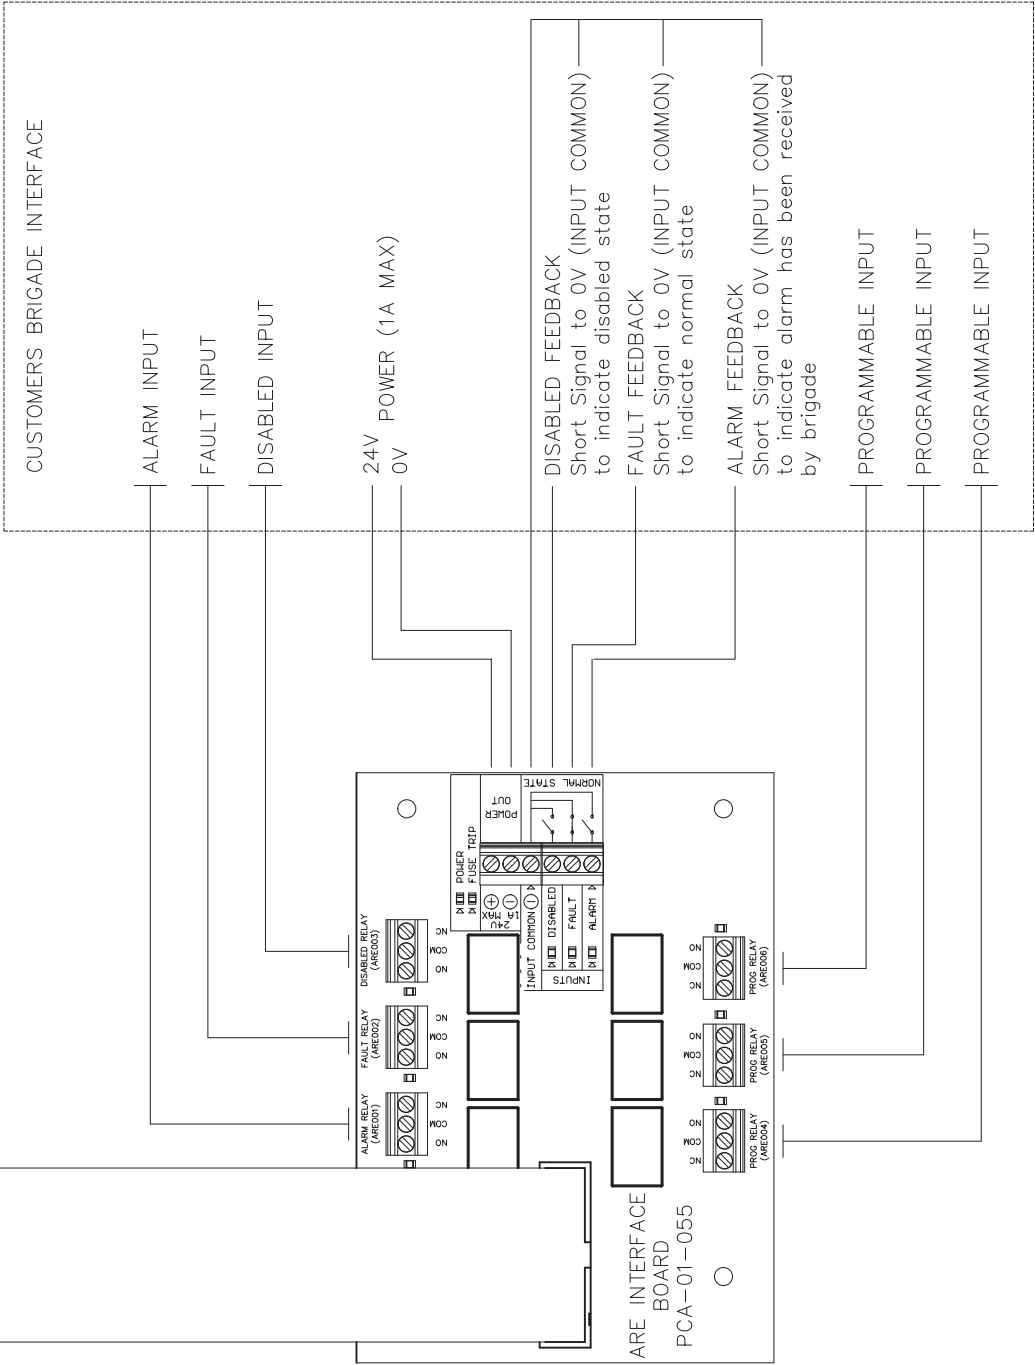 CUSTOMERS BRIGADE INTERFACE
ALARM INPUT
FAULT INPUT
DISABLED INPUT
24V
0V
POWER (1A MAX)
DISABLED FEEDBACK
Short Signal to 0V (INPUT COMMON)
to indicate disabled state
FAULT FEEDBACK
Short Signal to 0V (INPUT COMMON)
to indicate normal state
ALARM FEEDBACK
Short Signal to 0V (INPUT COMMON)
to indicate alarm has been received
by brigade
PROGRAMMABLE INPUT
PROGRAMMABLE INPUT
PROGRAMMABLE INPUT
ALARM RELAY
(ARE001)
NO
COM
NC
FAULT RELAY
(ARE002)
NO
COM
NC
DISABLED RELAY
(ARE003)
NO
COM
NC
POWER
FUSE TRIP
24V
1A MAX
POWER
OUT
INPUT COMMON
INPUTS
DISABLED
FAULT
ALARM
NORMAL STATE
NC
COM
NO
PROG RELAY
(ARE004)
NC
COM
NO
PROG RELAY
(ARE005)
NC
COM
NO
PROG RELAY
(ARE006)
ARE INTERFACE
BOARD
PCA-01-055